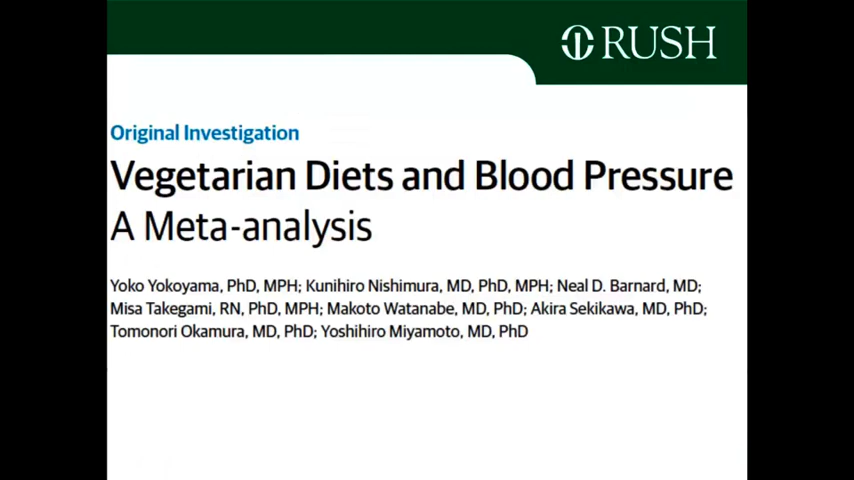 RUSH
Original Investigation
Vegetarian Diets and Blood Pressure
A Meta-analysis
Yoko Yokoyama, PhD, MPH; Kunihiro Nishimura, MD, PhD, MPH; Neal D. Barnard, MD;
Misa Takegami, RN, PhD, MPH; Makoto Watanabe, MD, PhD; Akira Sekikawa, MD, PhD;
Tomonori Okamura, MD, PhD; Yoshihiro Miyamoto, MD, PhD